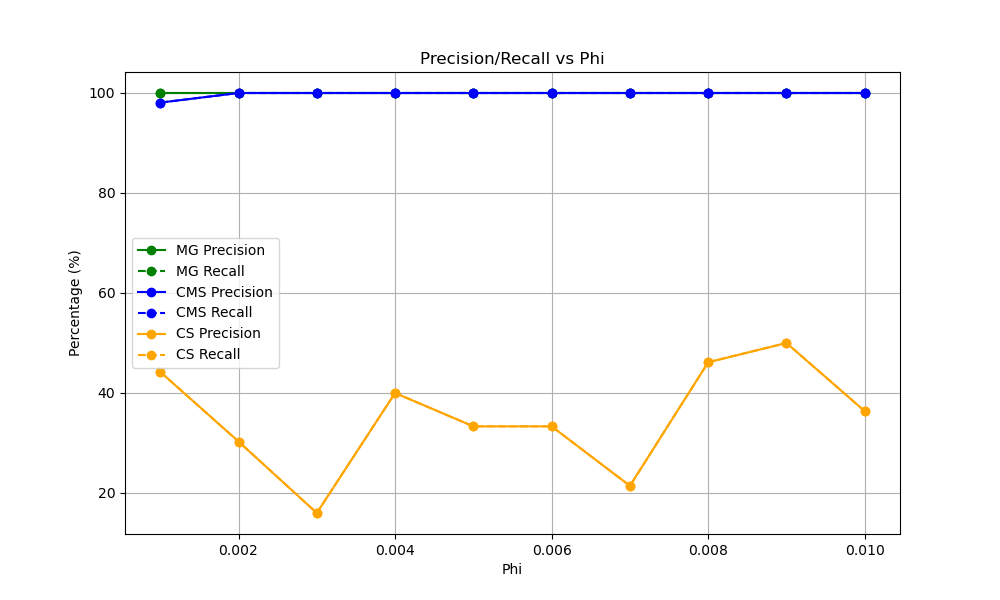 Precision/Recall vs Phi
Percentage (%)
100
80
60
40
20
MG Precision
MG Recall
CMS Precision
CMS Recall
CS Precision
CS Recall
0.002 0.004 0.006 0.008 0.010
Phi